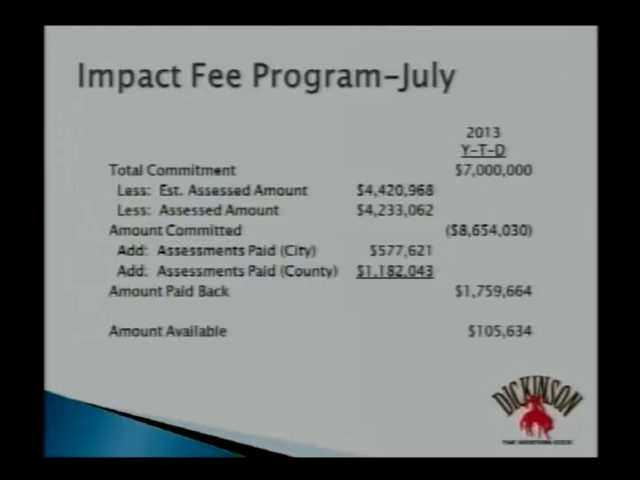 Impact Fee Program-July
2013
Y-T-D
Total Commitment $7,000,000
Less: Est. Assessed Amount $4,420,968
Less: Assessed Amount $4,233,062
Amount Committed ($8,654,030)
Add: Assessments Paid (City) $577,621
Add: Assessments Paid (County) $1,182,043
Amount Paid Back $1,759,664
Amount Available $105,634
DICKINSON